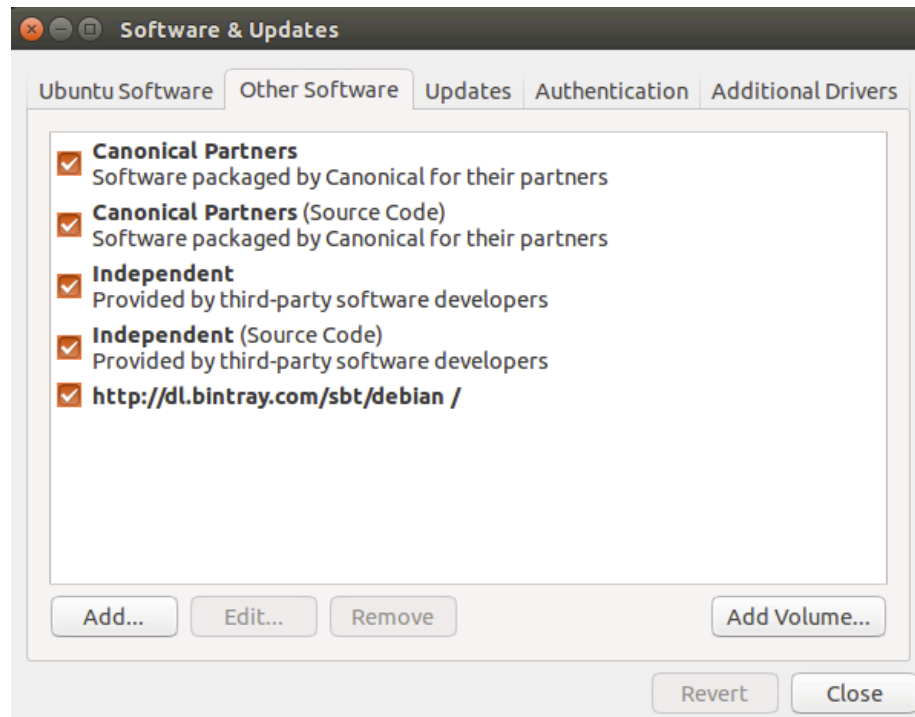 Software & Updates
Ubuntu Software Other Software Updates Authentication Additional Drivers
Canonical Partners
Software packaged by Canonical for their partners
Canonical Partners (Source Code)
Software packaged by Canonical for their partners
Independent
Provided by third-party software developers
Independent (Source Code)
Provided by third-party software developers
http://dl.bintray.com/sbt/debian /
Add... Edit... Remove Add Volume...
Revert Close